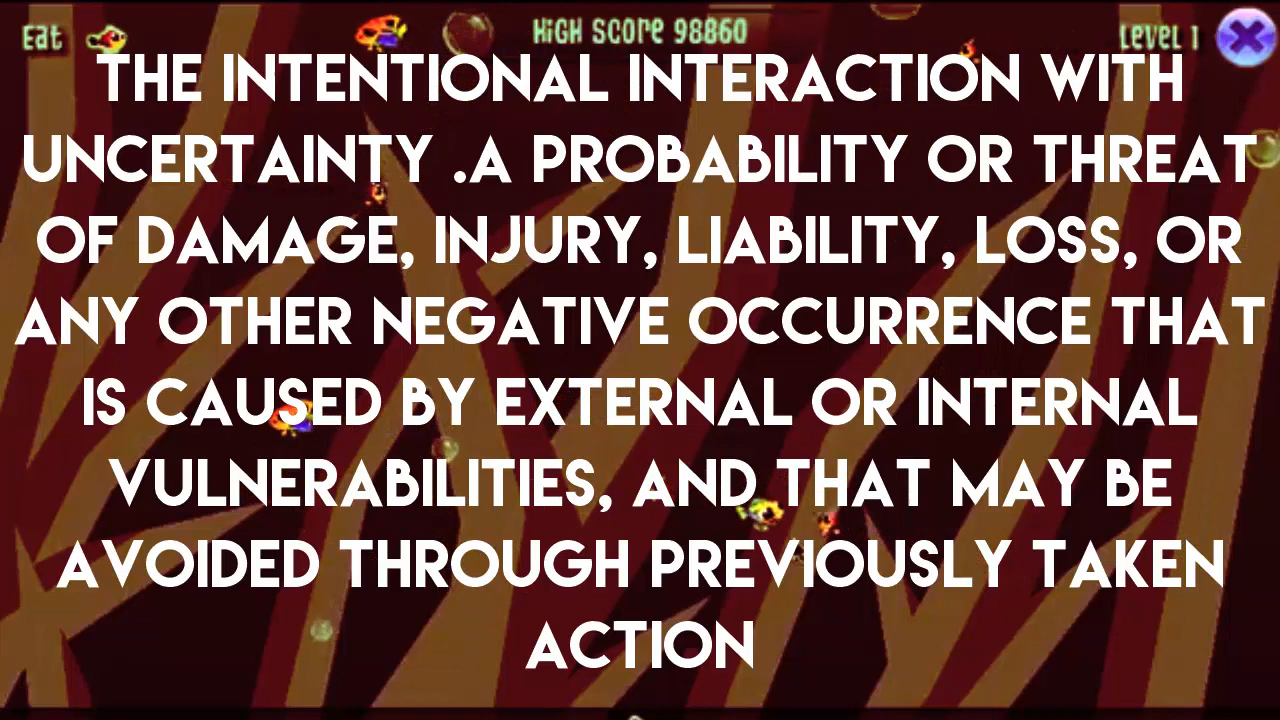 Eat
HIGH SCORE 98860
LEVEL 1
THE INTENTIONAL INTERACTION WITH
UNCERTAINTY .A PROBABILITY OR THREAT
OF DAMAGE, INJURY, LIABILITY, LOSS, OR
ANY OTHER NEGATIVE OCCURRENCE THAT
IS CAUSED BY EXTERNAL OR INTERNAL
VULNERABILITIES, AND THAT MAY BE
AVOIDED THROUGH PREVIOUSLY TAKEN
ACTION